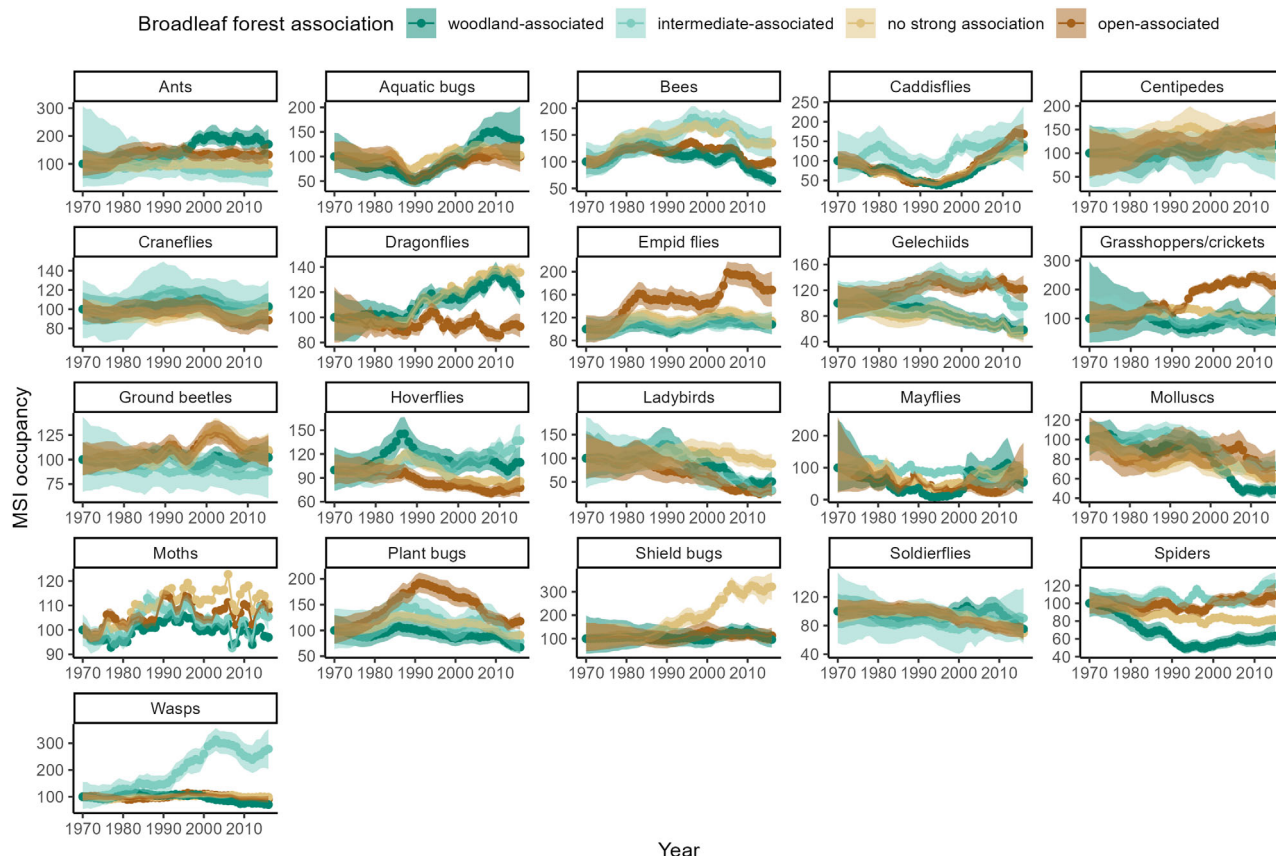 Broadleaf forest association woodland-associated intermediate-associated no strong association open-associated
Ants Aquatic bugs Bees Caddisflies Centipedes
300 200 100
200 150 100 50
200 150 100 50
250 200 150 100 50
200 150 100 50
1970 1980 1990 2000 2010 1970 1980 1990 2000 2010 1970 1980 1990 2000 2010 1970 1980 1990 2000 2010 1970 1980 1990 2000 2010
Craneflies Dragonflies Empid flies Gelechiids Grasshoppers/crickets
140 120 100 80
140 120 100 80
200 160 120 80
160 120 80 40
300 200 100
1970 1980 1990 2000 2010 1970 1980 1990 2000 2010 1970 1980 1990 2000 2010 1970 1980 1990 2000 2010 1970 1980 1990 2000 2010
MSI occupancy
Ground beetles Hoverflies Ladybirds Mayflies Molluscs
125 100 75
150 120 90 60
150 100 50
200 100 0
120 100 80 60 40
1970 1980 1990 2000 2010 1970 1980 1990 2000 2010 1970 1980 1990 2000 2010 1970 1980 1990 2000 2010 1970 1980 1990 2000 2010
Moths Plant bugs Shield bugs Soldierflies Spiders
120 110 100 90
200 150 100 50
300 200 100
120 80 40
120 100 80 60 40
1970 1980 1990 2000 2010 1970 1980 1990 2000 2010 1970 1980 1990 2000 2010 1970 1980 1990 2000 2010 1970 1980 1990 2000 2010
Wasps
300 200 100
1970 1980 1990 2000 2010
Year